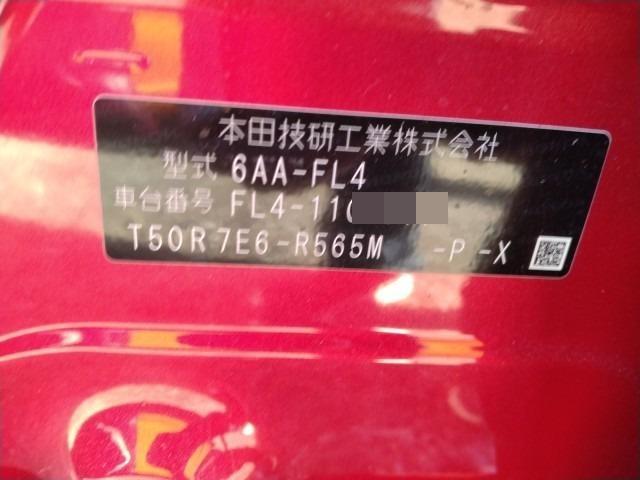 本田技研工業株式会社
型式 6AA-FL4
車台番号 FL4-110
T50R7E6-R565M -P -X